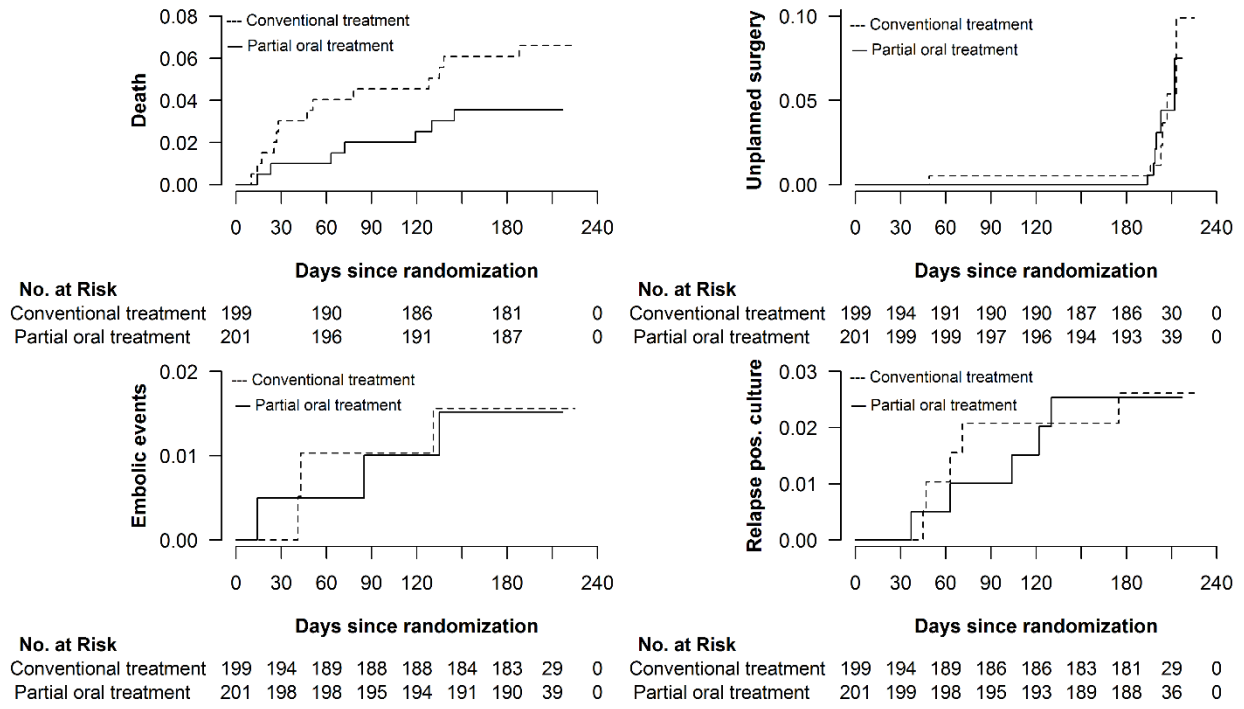 0.08
0.06
0.04
0.02
0.00
Death
Conventional treatment
Partial oral treatment
0 30 60 90 120 180 240
Days since randomization
No. at Risk
Conventional treatment 199 190 186 181 0
Partial oral treatment 201 196 191 187 0
0.10
0.05
0.00
Unplanned surgery
Conventional treatment
Partial oral treatment
0 30 60 90 120 180 240
Days since randomization
No. at Risk
Conventional treatment 199 194 191 190 190 187 186 30 0
Partial oral treatment 201 199 199 197 196 194 193 39 0
0.02
0.01
0.00
Embolic events
Conventional treatment
Partial oral treatment
0 30 60 90 120 180 240
Days since randomization
No. at Risk
Conventional treatment 199 194 189 188 188 184 183 29 0
Partial oral treatment 201 198 198 195 194 191 190 39 0
0.03
0.02
0.01
0.00
Relapse pos. culture
Conventional treatment
Partial oral treatment
0 30 60 90 120 180 240
Days since randomization
No. at Risk
Conventional treatment 199 194 189 186 186 183 181 29 0
Partial oral treatment 201 199 198 195 193 189 188 36 0